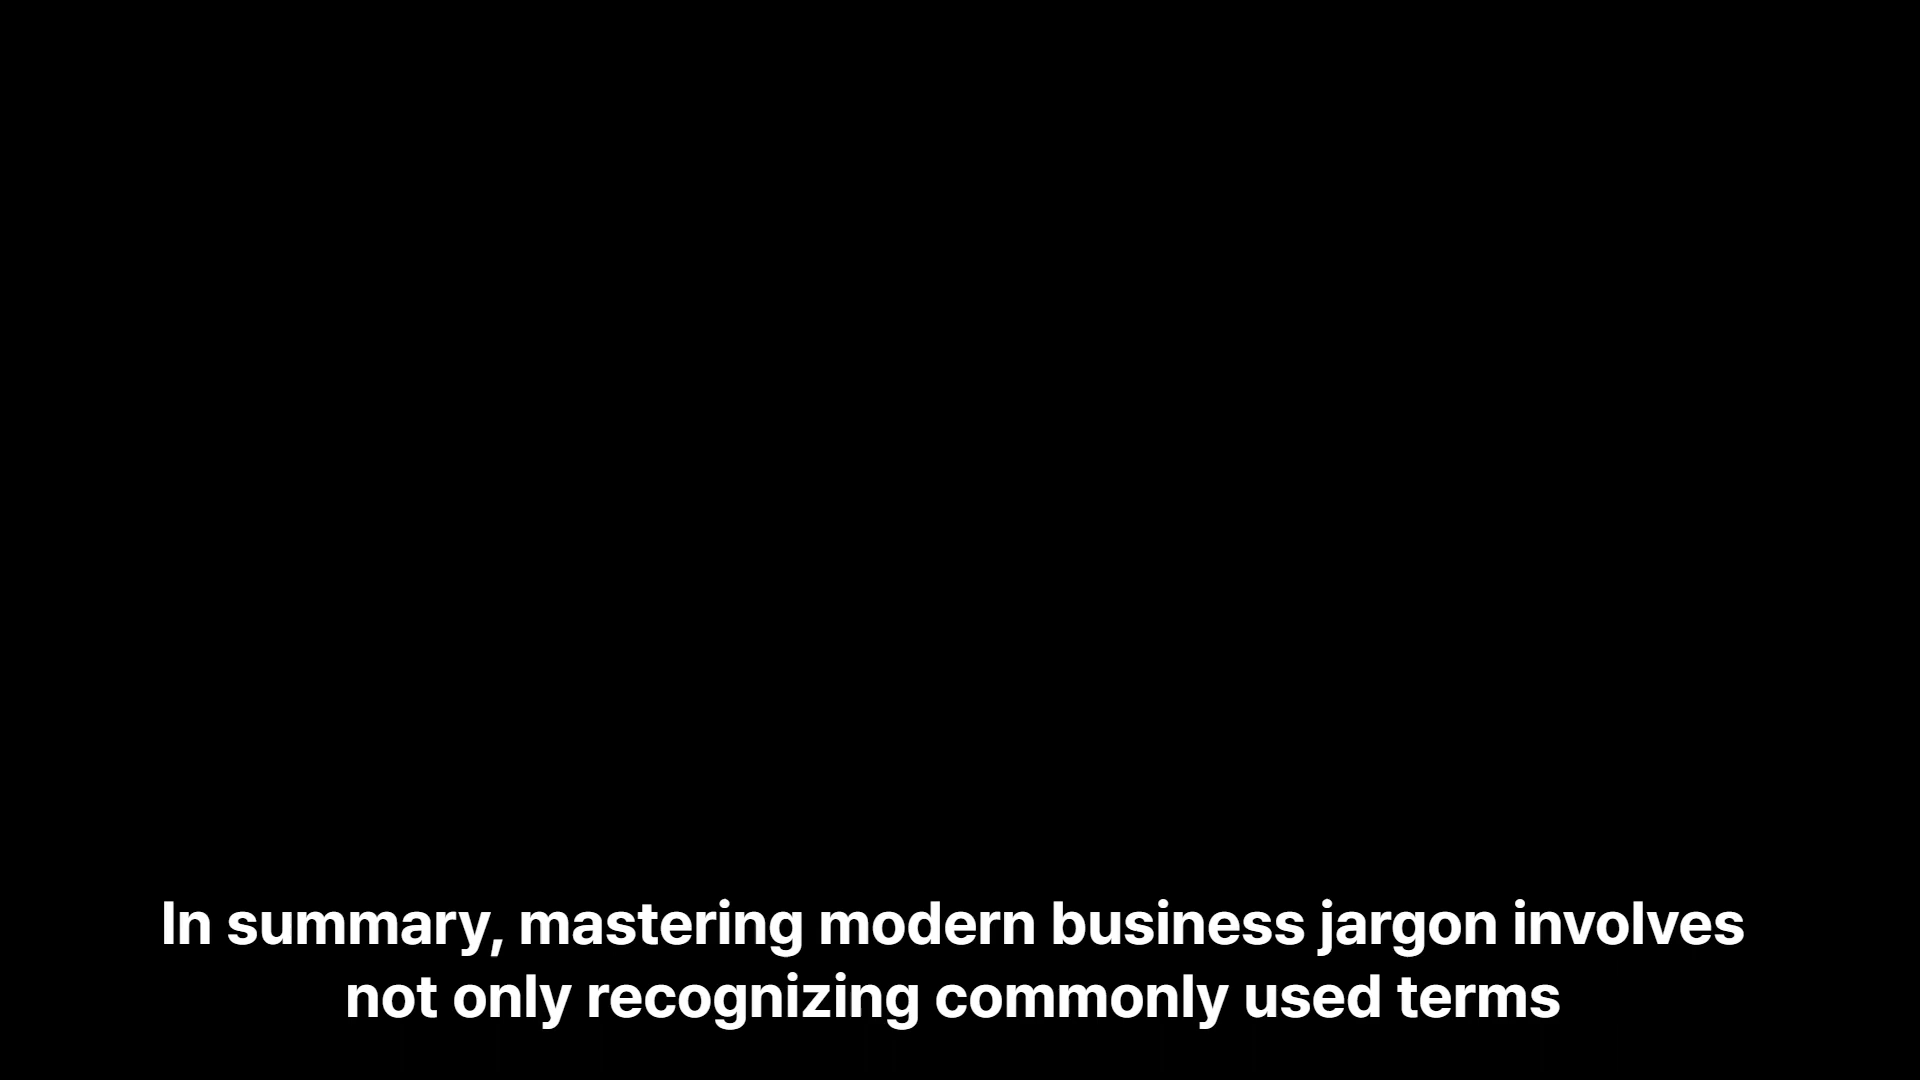 In summary, mastering modern business jargon involves
not only recognizing commonly used terms